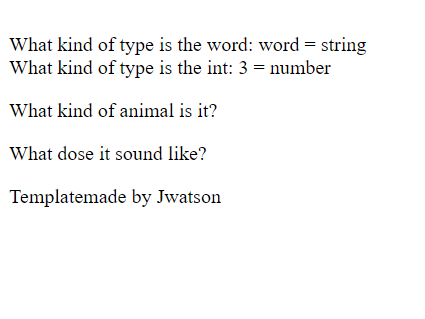 What kind of type is the word: word = string
What kind of type is the int: 3 = number
What kind of animal is it?
What dose it sound like?
Templatemade by Jwatson